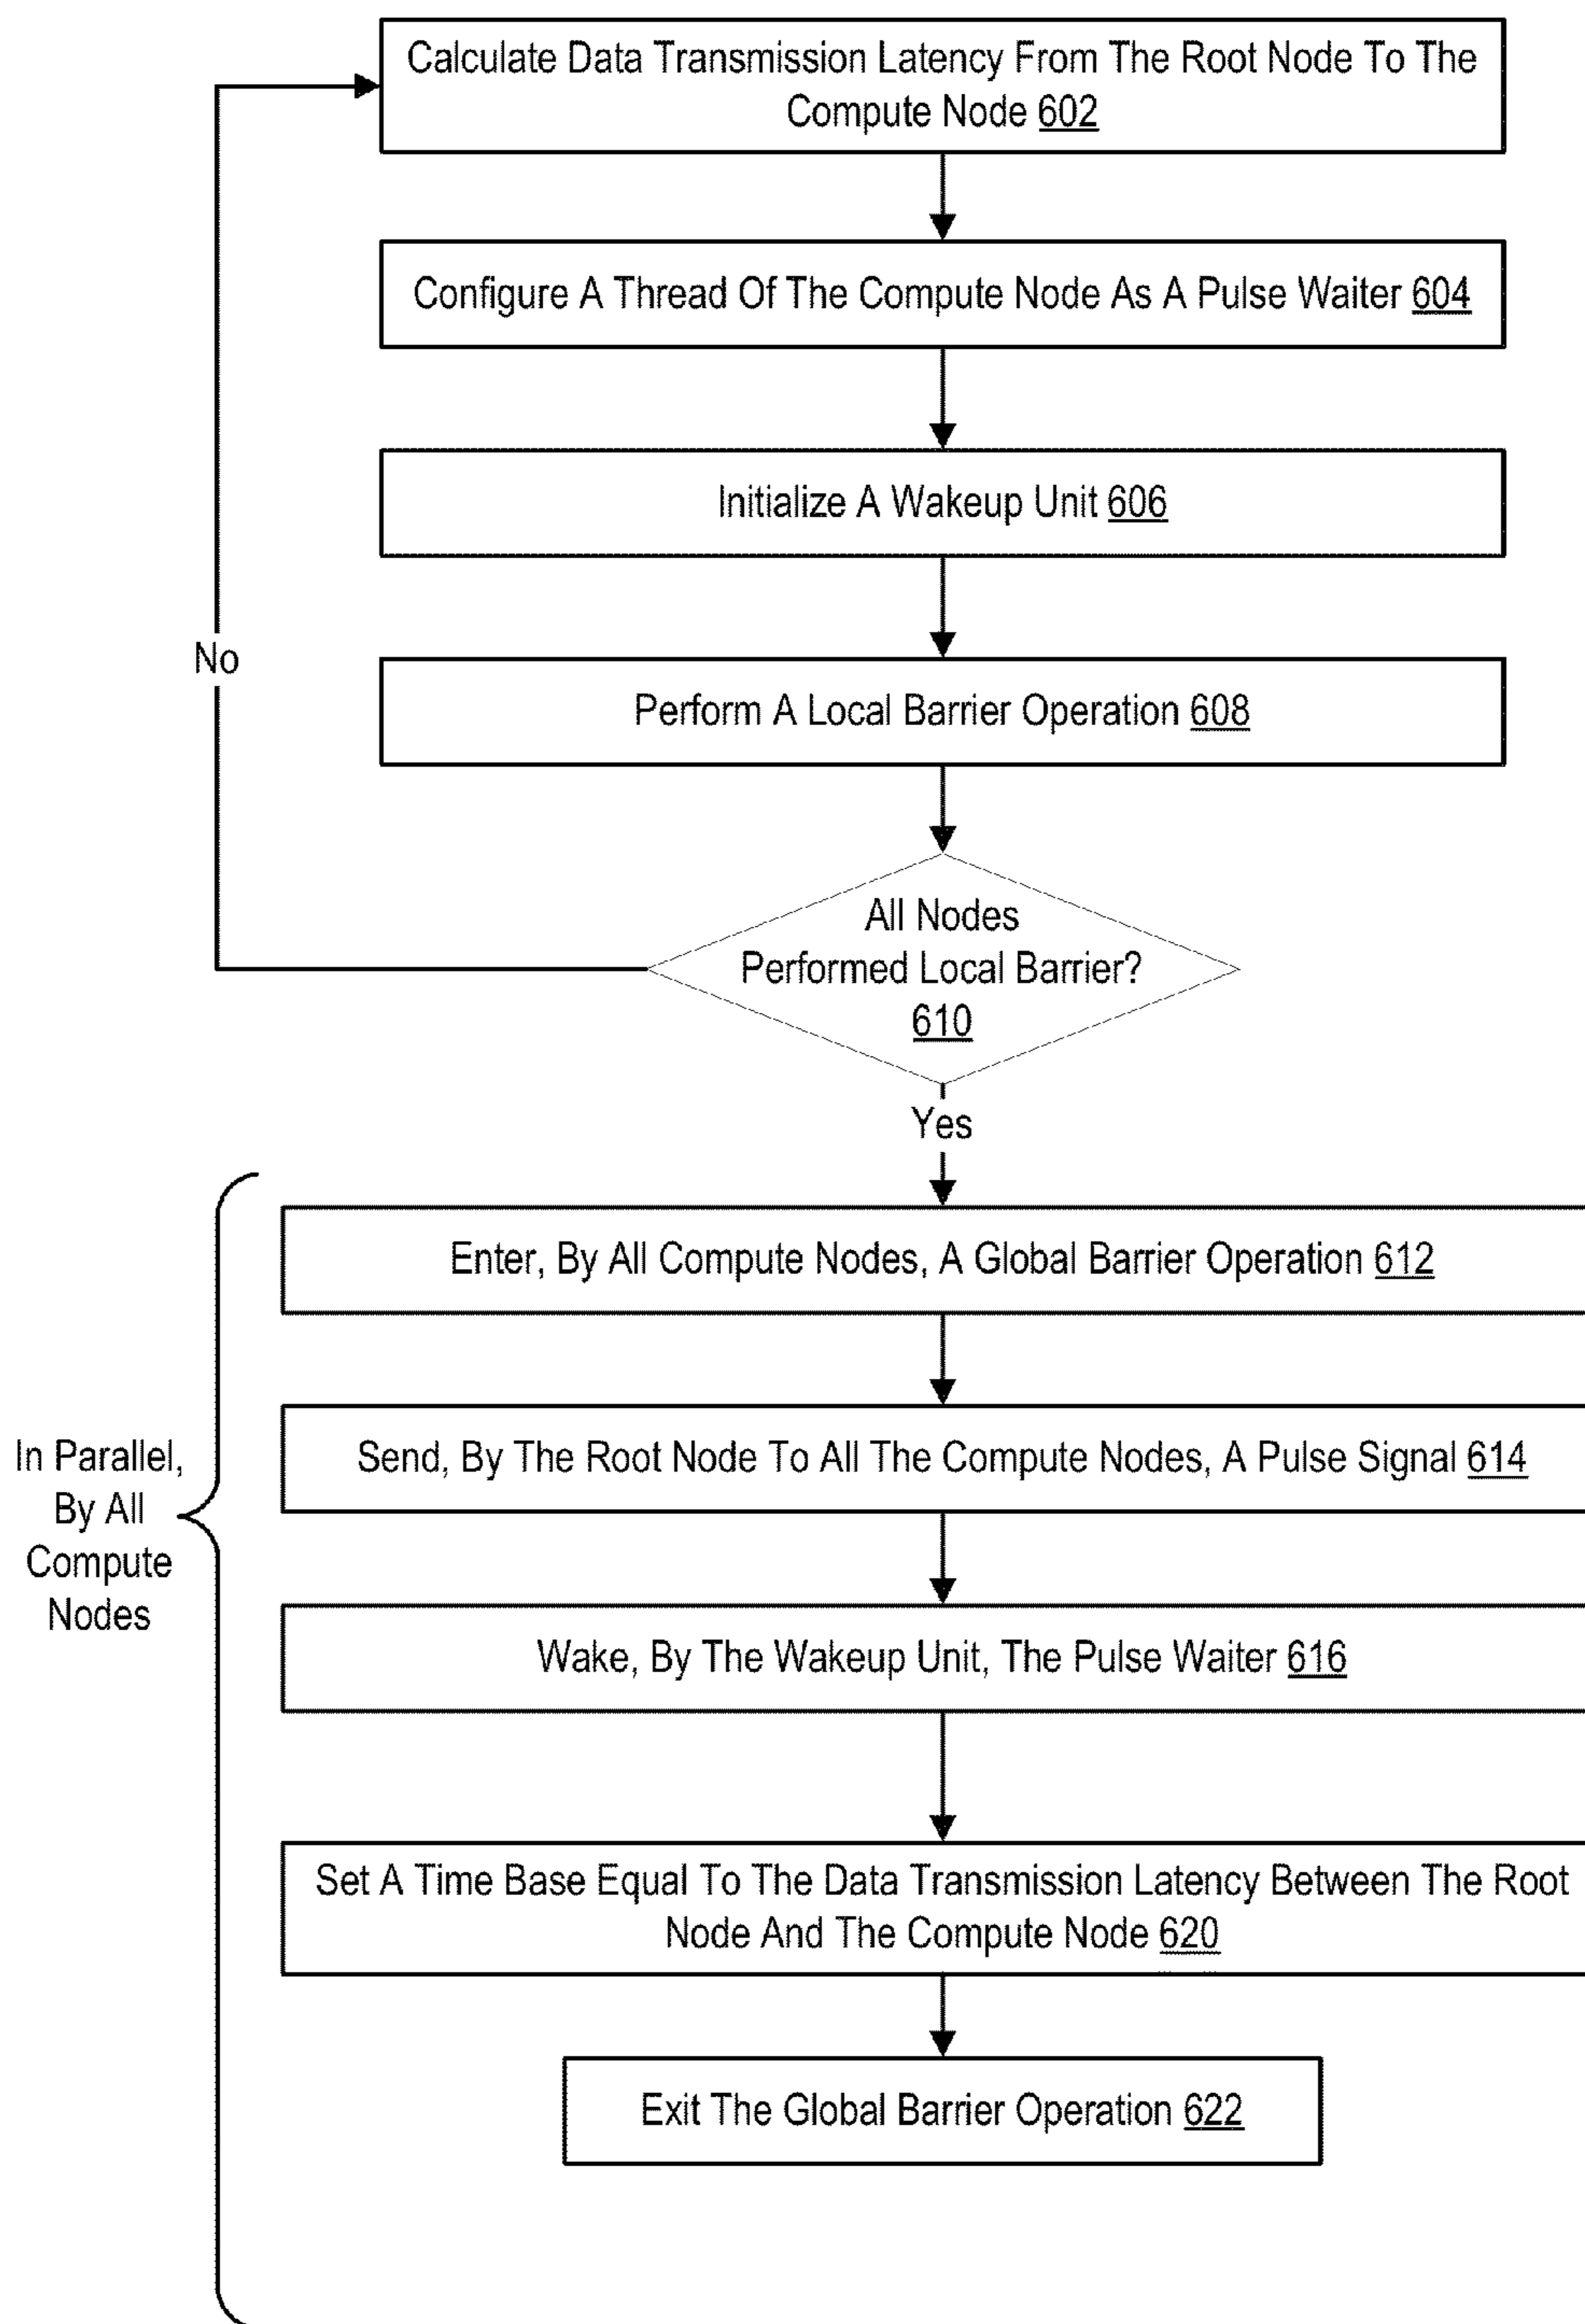 Calculate Data Transmission Latency From The Root Node To The
Compute Node 602
Configure A Thread Of The Compute Node As A Pulse Waiter 604
Initialize A Wakeup Unit 606
No
Perform A Local Barrier Operation 608
All Nodes
Performed Local Barrier?
610
Yes
Enter, By All Compute Nodes, A Global Barrier Operation 612
In Parallel,
By All
Compute
Nodes
Send, By The Root Node To All The Compute Nodes, A Pulse Signal 614
Wake, By The Wakeup Unit, The Pulse Waiter 616
Set A Time Base Equal To The Data Transmission Latency Between The Root
Node And The Compute Node 620
Exit The Global Barrier Operation 622